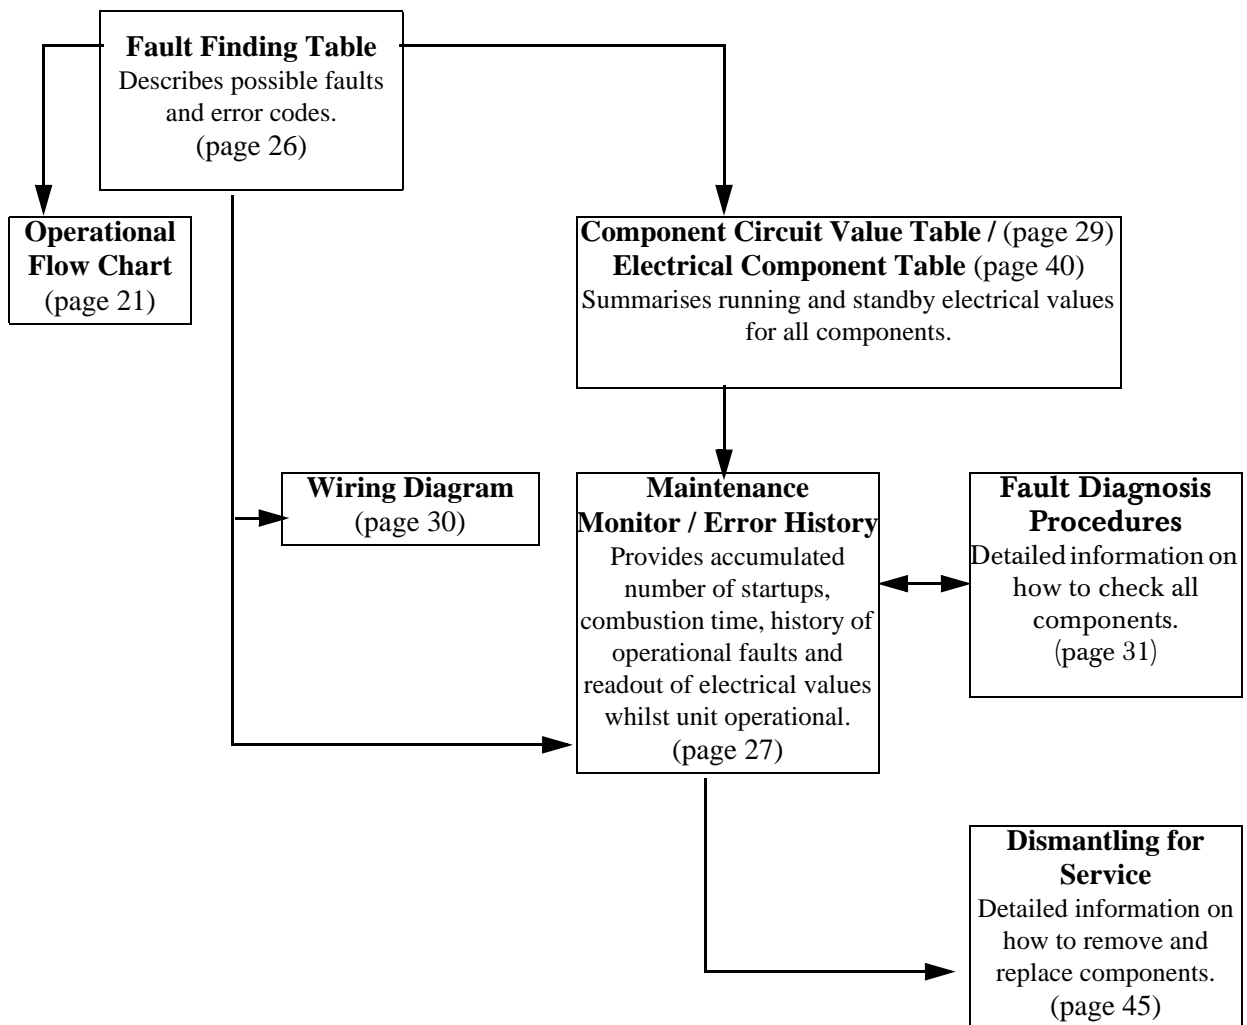 Fault Finding Table
Describes possible faults
and error codes.
(page 26)
Operational
Flow Chart
(page 21)
Component Circuit Value Table / (page 29)
Electrical Component Table (page 40)
Summarises running and standby electrical values
for all components.
Wiring Diagram
(page 30)
Maintenance
Monitor / Error History
Provides accumulated
number of startups,
combustion time, history of
operational faults and
readout of electrical values
whilst unit operational.
(page 27)
Fault Diagnosis
Procedures
Detailed information on
how to check all
components.
(page 31)
Dismantling for
Service
Detailed information on
how to remove and
replace components.
(page 45)